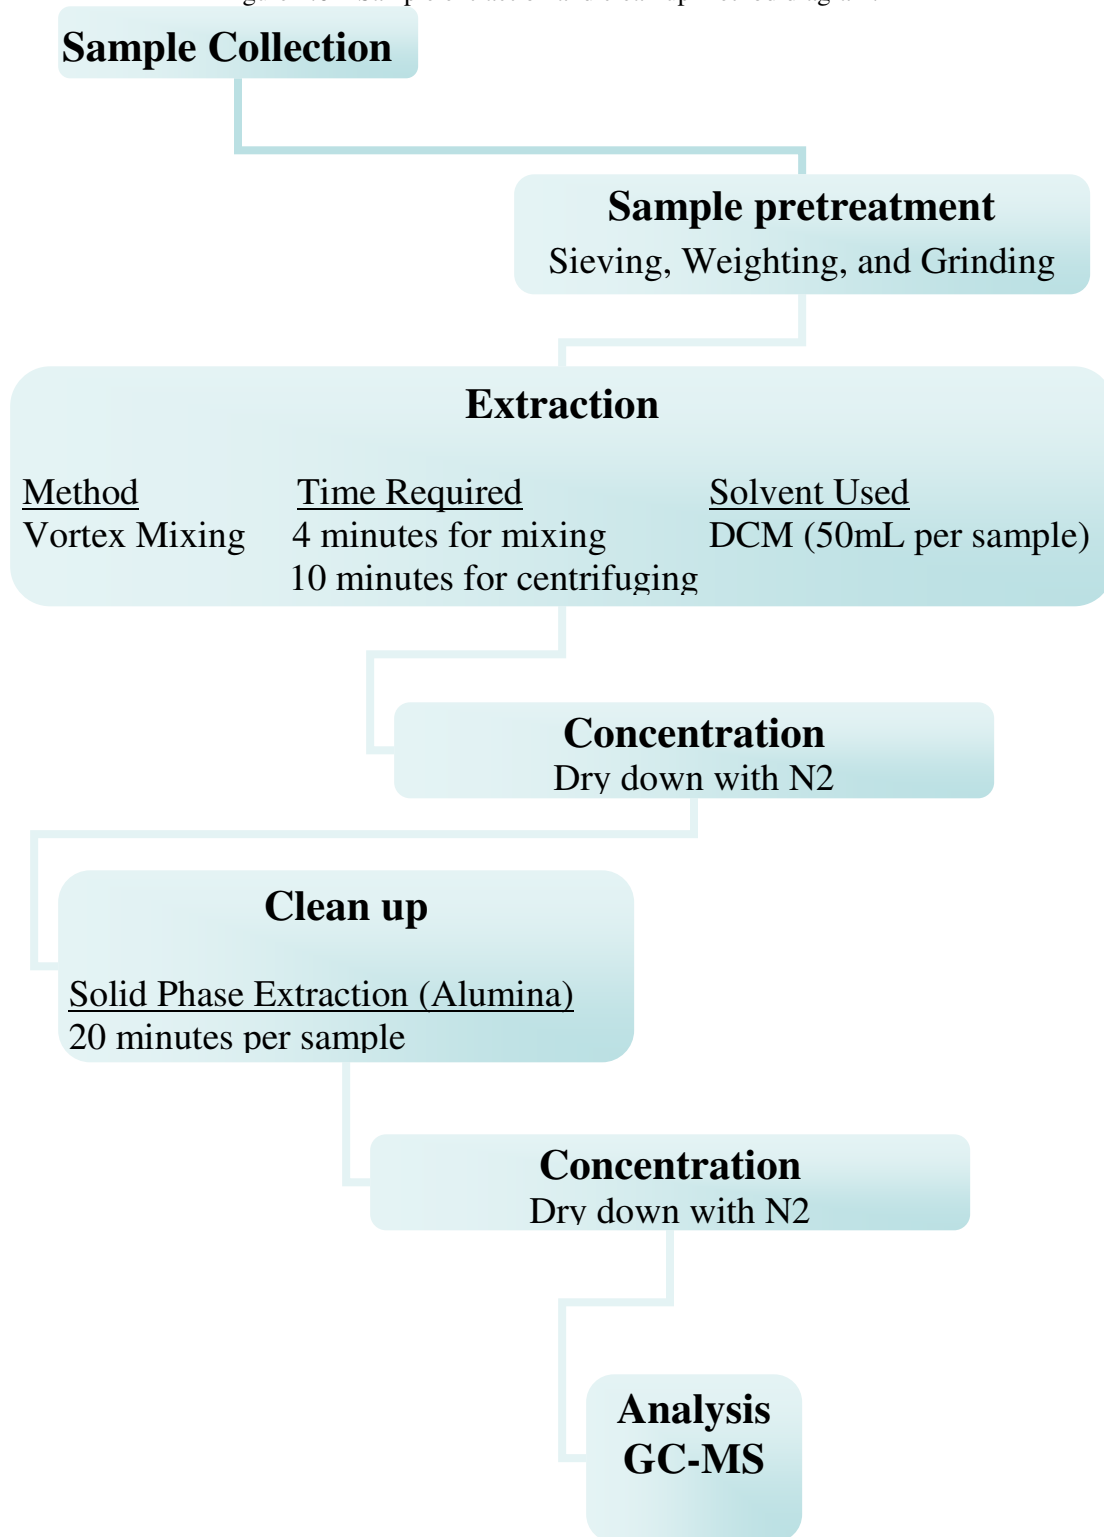 Sample Collection
Sample pretreatment
Sieving, Weighting, and Grinding
Extraction
Method Time Required Solvent Used
Vortex Mixing 4 minutes for mixing DCM (50mL per sample)
10 minutes for centrifuging
Concentration
Dry down with N2
Clean up
Solid Phase Extraction (Alumina)
20 minutes per sample
Concentration
Dry down with N2
Analysis
GC-MS